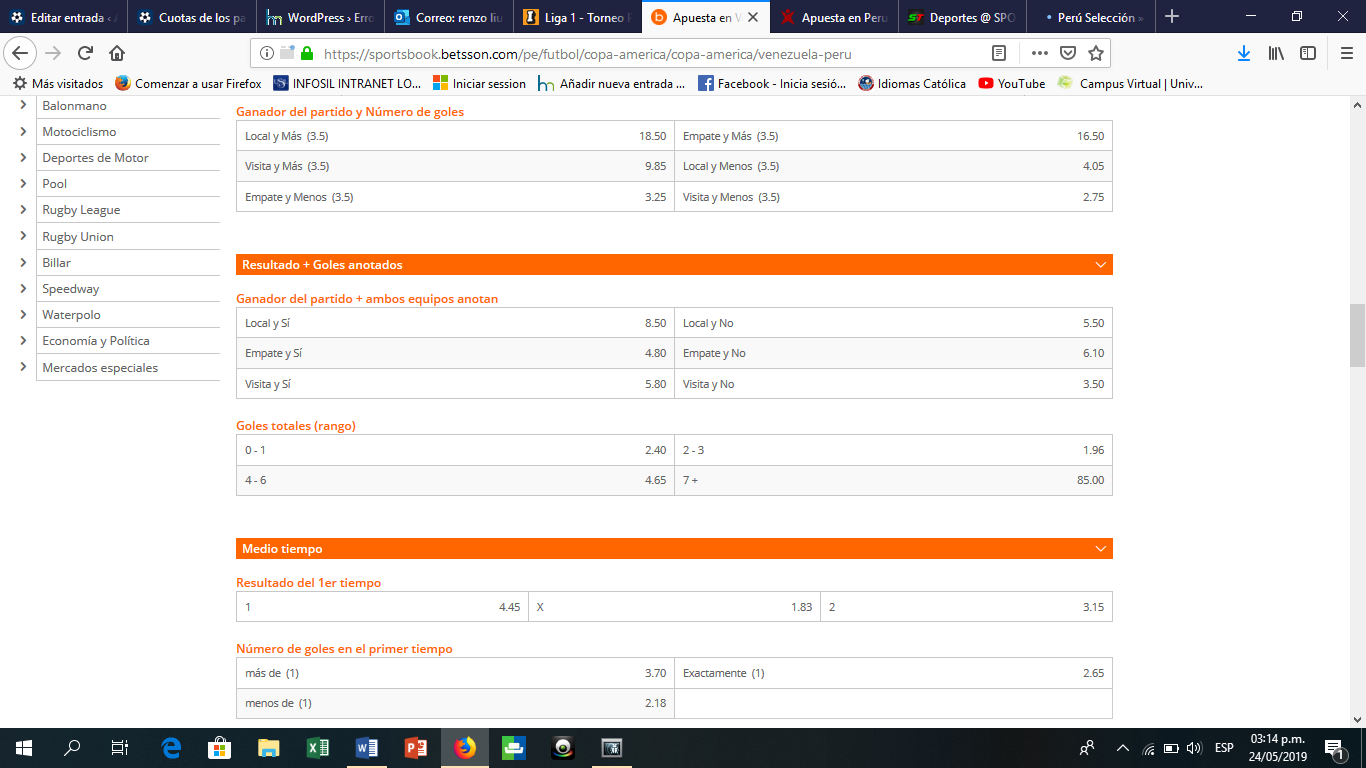 Editar entrada ‹
Cuotas de los pa
WordPress › Erro
Correo: renzo liu
Liga 1 - Torneo
Apuesta en V
Apuesta en Peru
Deportes @ SPO
Perú Selección »
https://sportsbook.betsson.com/pe/futbol/copa-america/copa-america/venezuela-peru
Más visitados
Comenzar a usar Firefox
INFOSIL INTRANET LO...
Iniciar session
Añadir nueva entrada ...
Facebook - Inicia sesió...
Idiomas Católica
YouTube
Campus Virtual | Univ...
Balonmano
Motociclismo
Deportes de Motor
Pool
Rugby League
Rugby Union
Billar
Speedway
Waterpolo
Economía y Política
Mercados especiales
Ganador del partido y Número de goles
Local y Más (3.5) 18.50 Empate y Más (3.5) 16.50
Visita y Más (3.5) 9.85 Local y Menos (3.5) 4.05
Empate y Menos (3.5) 3.25 Visita y Menos (3.5) 2.75
Resultado + Goles anotados
Ganador del partido + ambos equipos anotan
Local y Sí 8.50 Local y No 5.50
Empate y Sí 4.80 Empate y No 6.10
Visita y Sí 5.80 Visita y No 3.50
Goles totales (rango)
0 - 1 2.40 2 - 3 1.96
4 - 6 4.65 7 + 85.00
Medio tiempo
Resultado del 1er tiempo
1 4.45 X 1.83 2 3.15
Número de goles en el primer tiempo
más de (1) 3.70 Exactamente (1) 2.65
menos de (1) 2.18
ESP
03:14 p.m.
24/05/2019
1